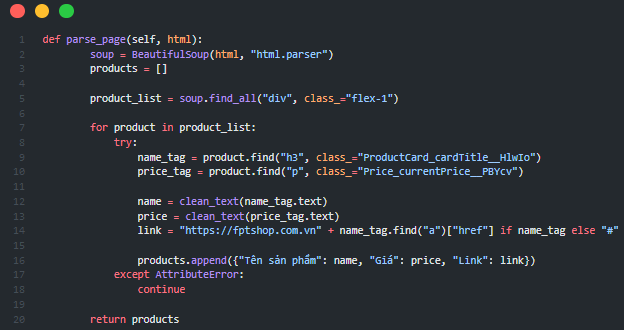 1 def parse_page(self, html):
2 soup = BeautifulSoup(html, "html.parser")
3 products = []
4
5 product_list = soup.find_all("div", class_="flex-1")
6
7 for product in product_list:
8 try:
9 name_tag = product.find("h3", class_="ProductCard_cardTitle__HlwIo")
10 price_tag = product.find("p", class_="Price_currentPrice__PBYcv")
11
12 name = clean_text(name_tag.text)
13 price = clean_text(price_tag.text)
14 link = "https://fptshop.com.vn" + name_tag.find("a")["href"] if name_tag else "#"
15
16 products.append({"Tên sản phẩm": name, "Giá": price, "Link": link})
17 except AttributeError:
18 continue
19
20 return products